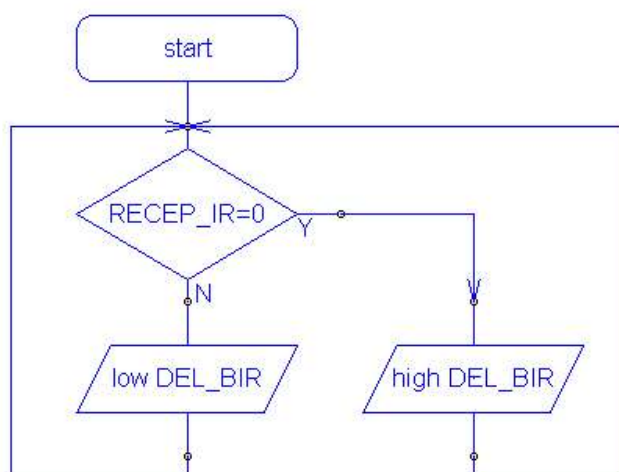 start
RECEP_IR=0
Y
N
low DEL_BIR
high DEL_BIR